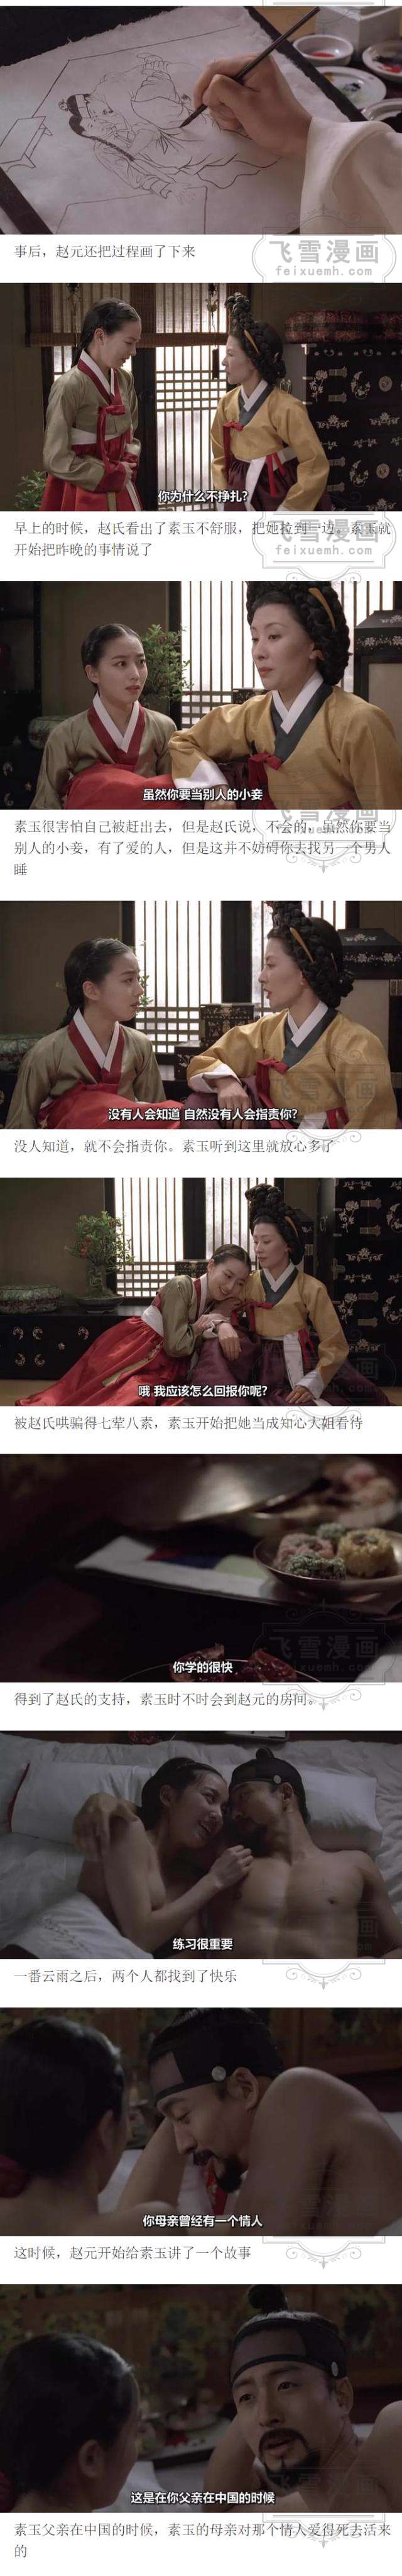 飞雪漫画
feixuemh.com
事后，赵元还把过程画了下来
你为什么不挣扎?
早上的时候，赵氏看出了素玉不舒服，把她拉到一边。素玉就
开始把昨晚的事情说了
飞雪漫画
feixuemh.com
虽然你要当别人的小妾
素玉很害怕自己被赶出去，但是赵氏说，不会的，虽然你要当
别人的小妾，有了爱的人，但是这并不妨碍你去找另一个男人
睡
没有人会知道 自然没有人会指责你?
没人知道，就不会指责你。素玉听到这里就放心多了
哦 我应该怎么回报你呢?
被赵氏哄骗得七荤八素，素玉开始把她当成知心大姐看待
飞雪漫画
你学的很快
得到了赵氏的支持，素玉时不时会到赵元的房间。
练习很重要
一番云雨之后，两个人都找到了快乐
你母亲曾经有一个情人
这时候，赵元开始给素玉讲了一个故事
这是在你父亲在中国的时候
素玉父亲在中国的时候，素玉的母亲对那个情人爱得死去活来
的